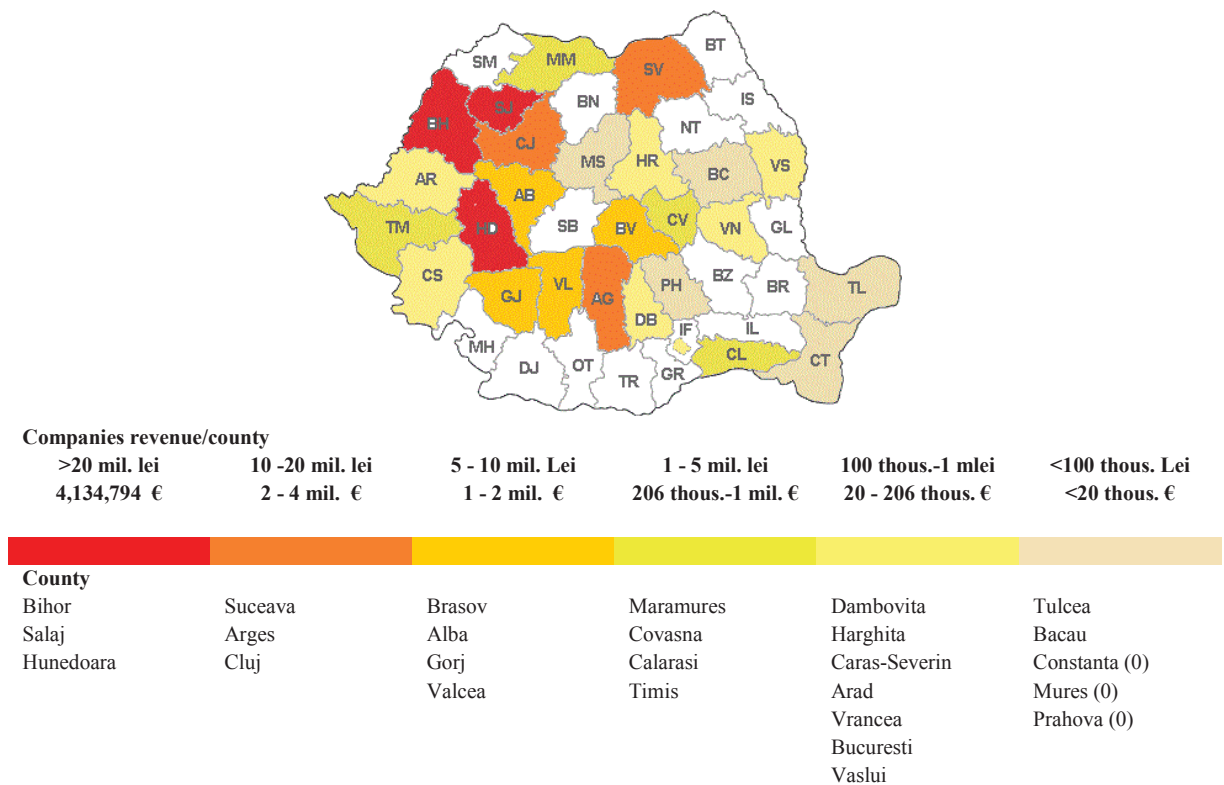 BT
SM
MM
SV
BN
IS
SJ
BH
NT
CJ
MS
HR
BC
VS
AR
AB
TM
HD
SB
BV
CV
VN
GL
CS
GJ
VL
AG
PH
BZ
BR
TL
DB
IF
IL
MH
DJ
OT
TR
GR
CL
CT
Companies revenue/county
>20 mil. lei 10 -20 mil. lei 5 - 10 mil. Lei 1 - 5 mil. lei 100 thous.-1 mlei <100 thous. Lei
4,134,794 € 2 - 4 mil. € 1 - 2 mil. € 206 thous.-1 mil. € 20 - 206 thous. € <20 thous. €
County
Bihor Suceava Brasov Maramures Dambovita Tulcea
Salaj Arges Alba Covasna Harghita Bacau
Hunedoara Cluj Gorj Calarasi Caras-Severin Constanta (0)
Valcea Timis Arad Mures (0)
Vrancea Prahova (0)
Bucuresti
Vaslui